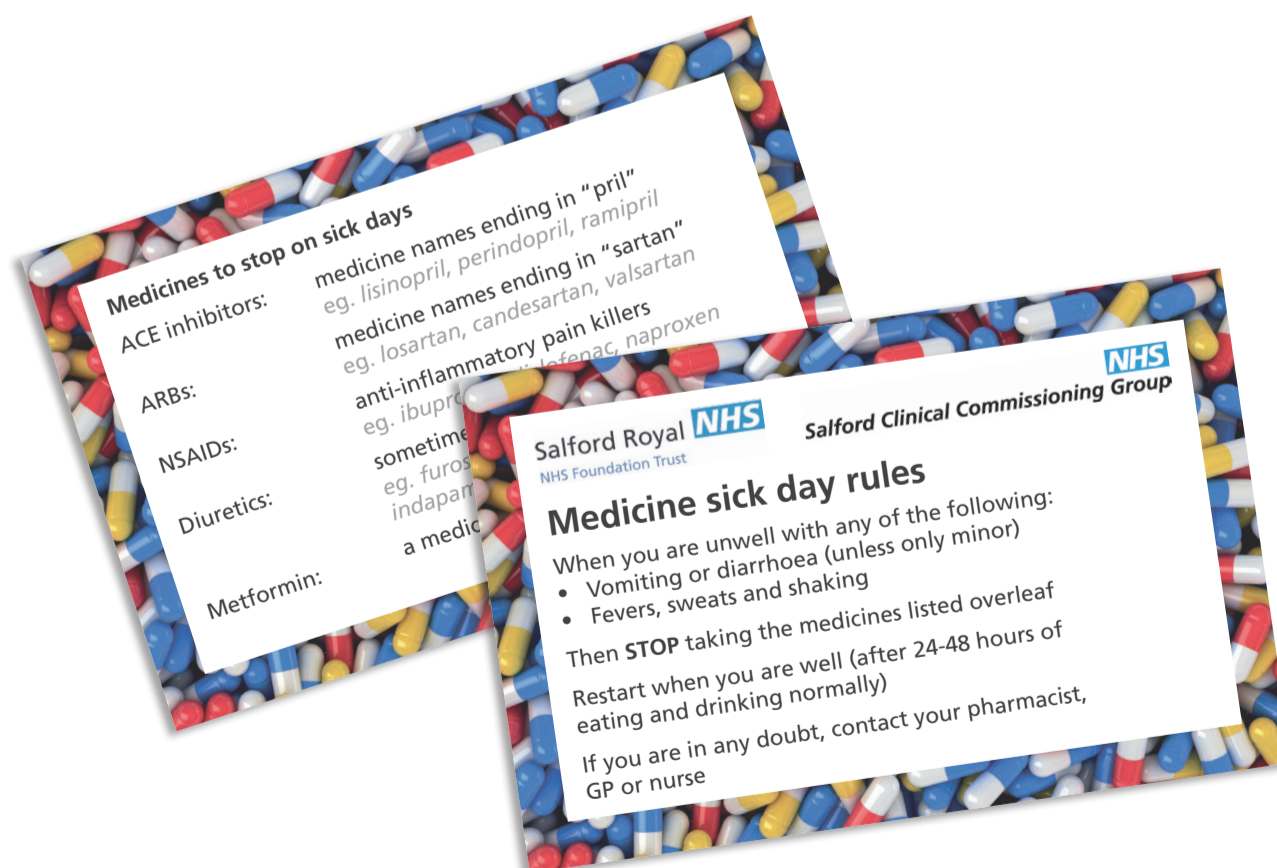 Medicines to stop on sick days
ACE inhibitors: medicine names ending in “pril”
eg. lisinopril, perindopril, ramipril
ARBs: medicine names ending in “sartan”
eg. losartan, candesartan, valsartan
NSAIDs: anti-inflammatory pain killers
eg. naproxen
Diuretics:
eg.
Metformin: a
Salford Royal NHS
NHS Foundation Trust
NHS
Salford Clinical Commissioning Group
Medicine sick day rules
When you are unwell with any of the following:
• Vomiting or diarrhoea (unless only minor)
• Fevers, sweats and shaking
Then STOP taking the medicines listed overleaf
Restart when you are well (after 24-48 hours of
eating and drinking normally)
If you are in any doubt, contact your pharmacist,
GP or nurse